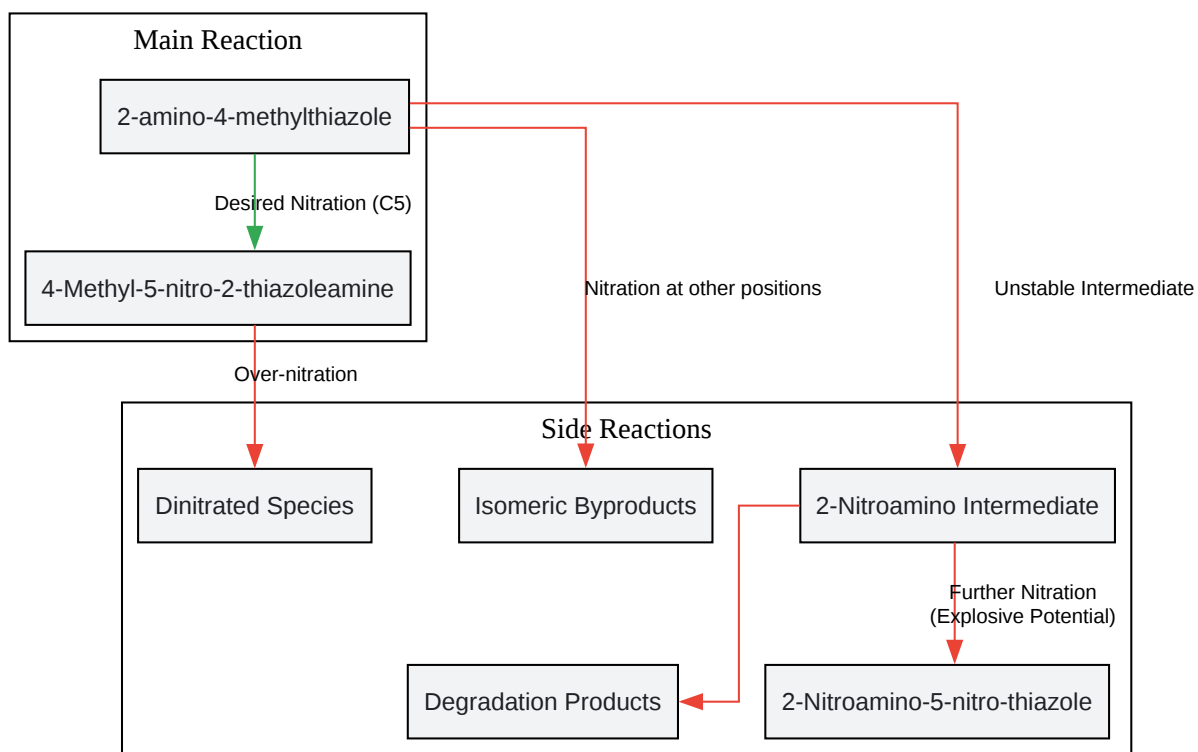 Main Reaction
2-amino-4-methylthiazole
Desired Nitration (C5)
4-Methyl-5-nitro-2-thiazoleamine
Nitration at other positions
Unstable Intermediate
Over-nitration
Side Reactions
Dinitrated Species
Isomeric Byproducts
2-Nitroamino Intermediate
Further Nitration
(Explosive Potential)
Degradation Products
2-Nitroamino-5-nitro-thiazole